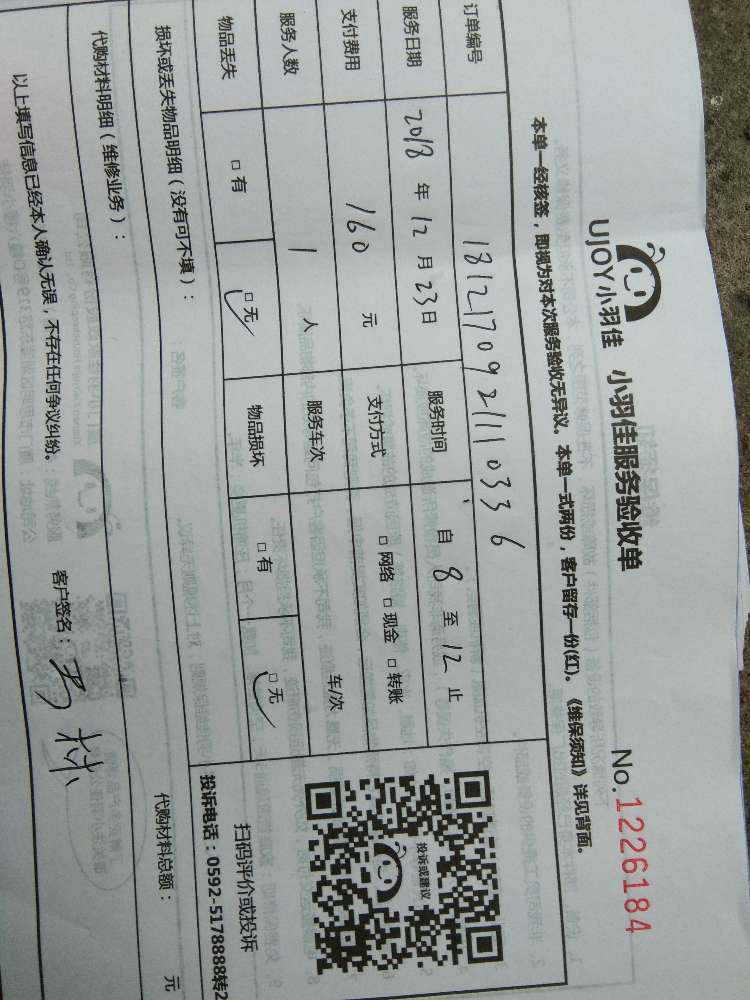 UJOY小羽佳 小羽佳服务验收单 No.1226184
本单一经核签，即视为对本次服务验收无异议。本单一式两份，客户留存一份(红)。《维保须知》详见背面。
订单编号 181217092111033 6
服务日期 2018 年 12 月 23 日 服务时间 自 8 至 12 止
支付费用 160 元 支付方式 □ 网络 □ 现金 □ 转账
服务人数 1 人 服务车次 车/次
物品丢失 □ 有 □ 无 物品损坏 □ 有 □ 无
投诉或建议
扫码评价或投诉
投诉电话：0592-5178888转2
损坏或丢失物品明细（没有可不填）：
代购材料明细（维修业务）： 代购材料总额： 元
以上填写信息已经本人确认无误，不存在任何争议纠纷。 客户签名：